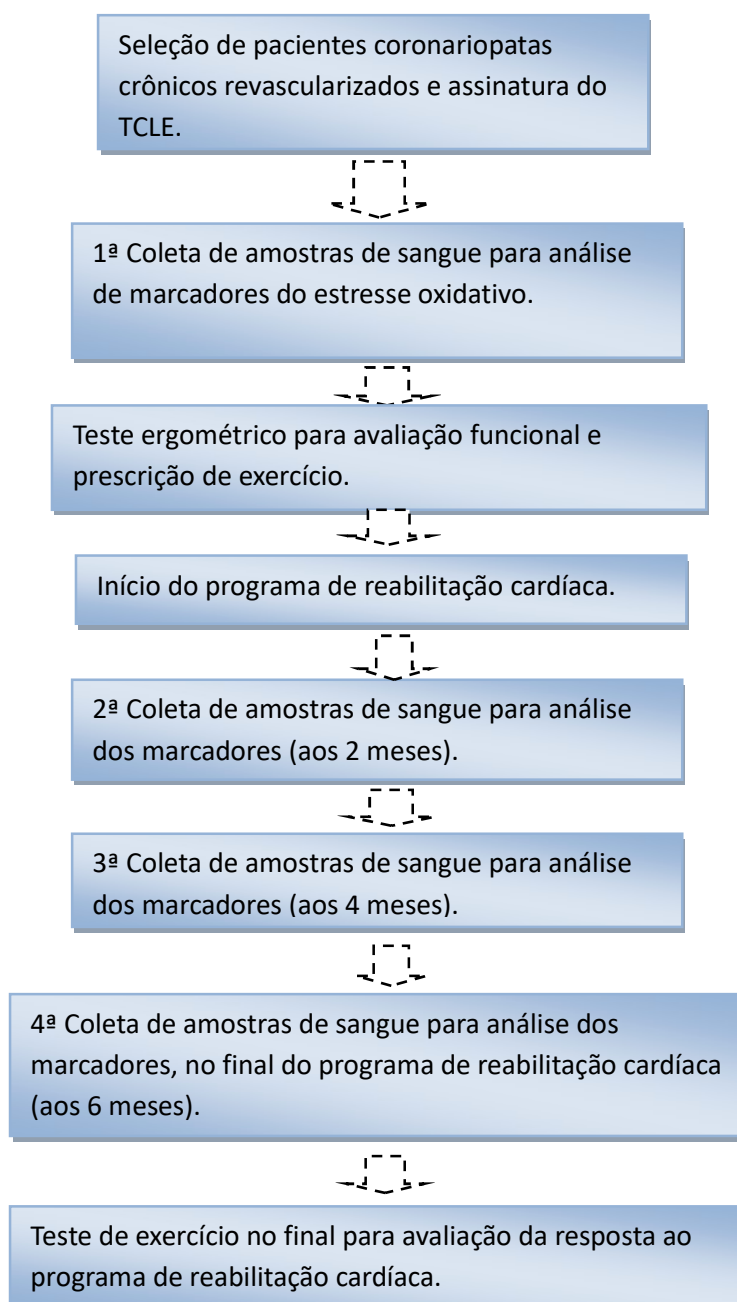 Seleção de pacientes coronariopatas
crônicos revascularizados e assinatura do
TCLE.
1ª Coleta de amostras de sangue para análise
de marcadores do estresse oxidativo.
Teste ergométrico para avaliação funcional e
prescrição de exercício.
Início do programa de reabilitação cardíaca.
2ª Coleta de amostras de sangue para análise
dos marcadores (aos 2 meses).
3ª Coleta de amostras de sangue para análise
dos marcadores (aos 4 meses).
4ª Coleta de amostras de sangue para análise dos
marcadores, no final do programa de reabilitação cardíaca
(aos 6 meses).
Teste de exercício no final para avaliação da resposta ao
programa de reabilitação cardíaca.